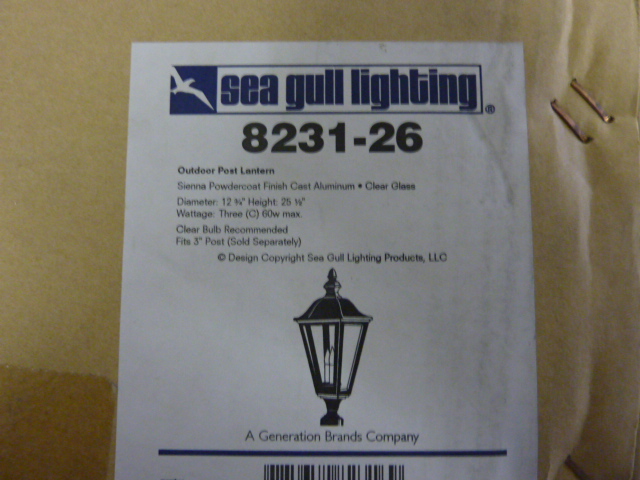 sea gull lighting®
8231-26
Outdoor Post Lantern
Sienna Powdercoat Finish Cast Aluminum • Clear Glass
Diameter: 12 ¾" Height: 25 ⅛"
Wattage: Three (C) 60w max.
Clear Bulb Recommended
Fits 3" Post (Sold Separately)
© Design Copyright Sea Gull Lighting Products, LLC
A Generation Brands Company